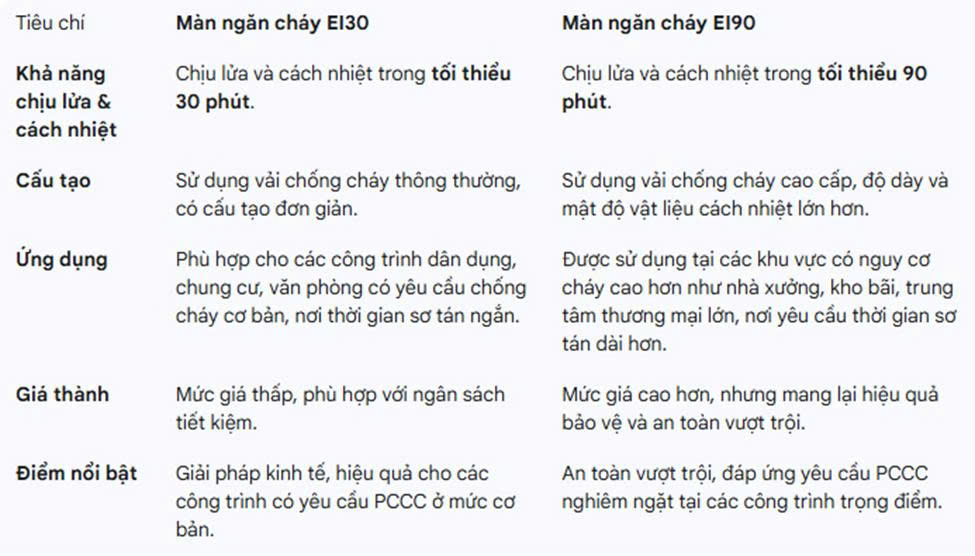 Tiêu chí
Màn ngăn cháy EI30
Màn ngăn cháy EI90
Khả năng
chịu lửa &
cách nhiệt
Chịu lửa và cách nhiệt trong tối thiểu
30 phút.
Chịu lửa và cách nhiệt trong tối thiểu 90
phút.
Cấu tạo
Sử dụng vải chống cháy thông thường,
có cấu tạo đơn giản.
Sử dụng vải chống cháy cao cấp, độ dày và
mật độ vật liệu cách nhiệt lớn hơn.
Ứng dụng
Phù hợp cho các công trình dân dụng,
chung cư, văn phòng có yêu cầu chống
cháy cơ bản, nơi thời gian sơ tán ngắn.
Được sử dụng tại các khu vực có nguy cơ
cháy cao hơn như nhà xưởng, kho bãi, trung
tâm thương mại lớn, nơi yêu cầu thời gian sơ
tán dài hơn.
Giá thành
Mức giá thấp, phù hợp với ngân sách
tiết kiệm.
Mức giá cao hơn, nhưng mang lại hiệu quả
bảo vệ và an toàn vượt trội.
Điểm nổi bật
Giải pháp kinh tế, hiệu quả cho các
công trình có yêu cầu PCCC ở mức cơ
bản.
An toàn vượt trội, đáp ứng yêu cầu PCCC
nghiêm ngặt tại các công trình trọng điểm.